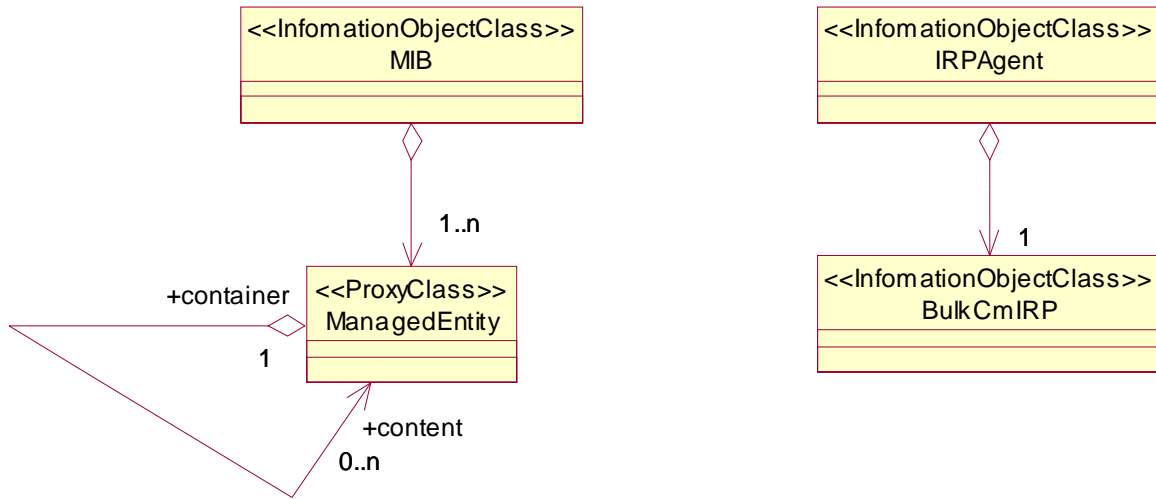 <<InfomationObjectClass>>
MIB
<<InfomationObjectClass>>
IRPAgent
1..n
1
+container
<<ProxyClass>>
ManagedEntity
1
<<InfomationObjectClass>>
BulkCmIRP
+content
0..n